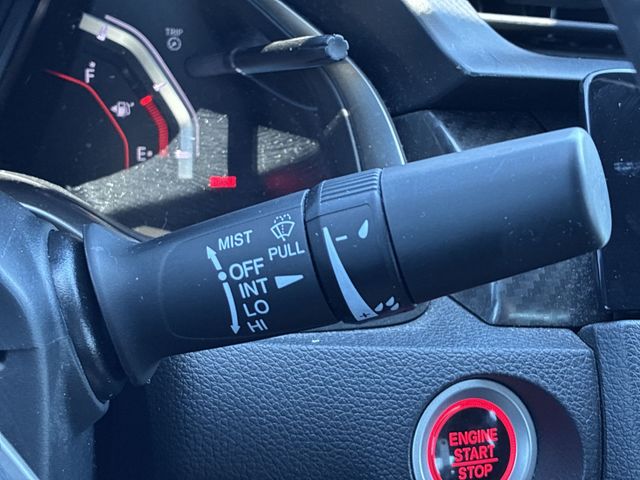 TRIP
F
E
MIST
PULL
OFF
INT
LO
HI
- 
+
ENGINE
START
STOP